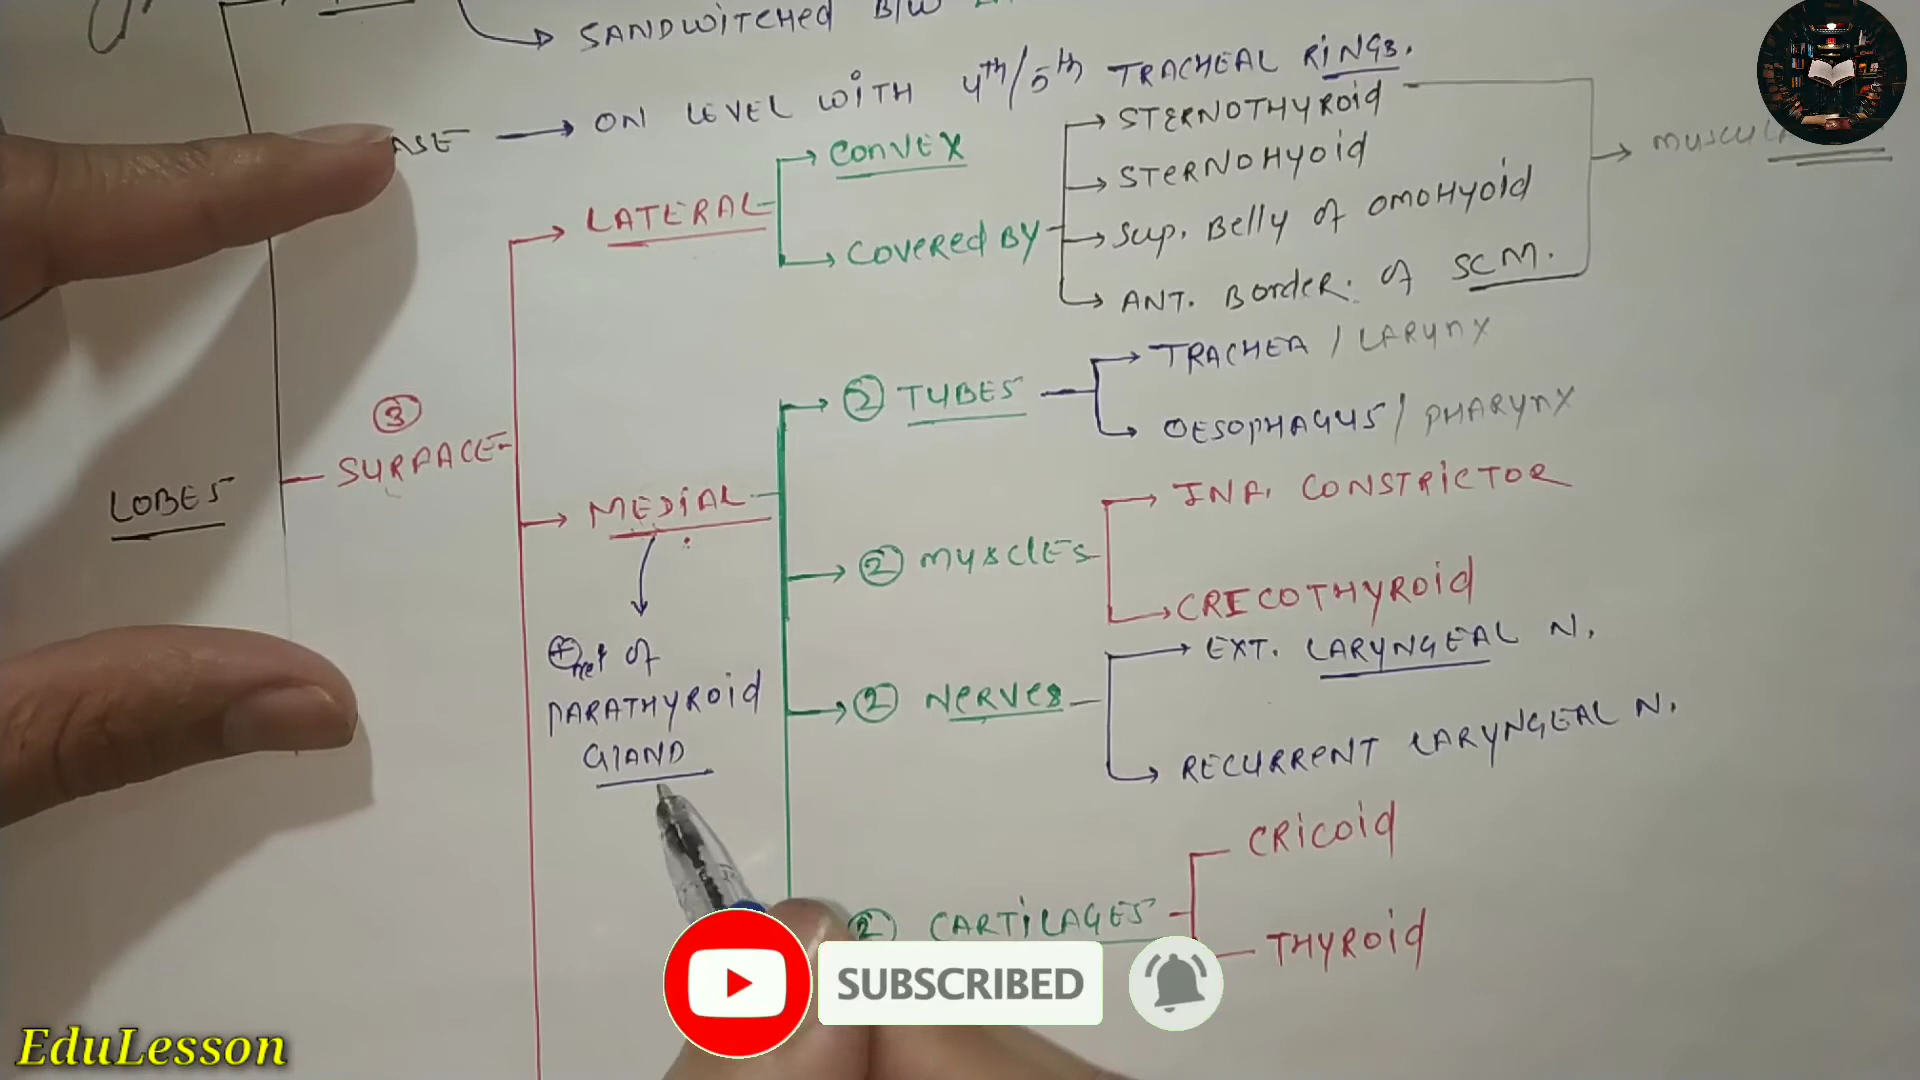 SANDWITCHED B/W
ON LEVEL WITH 4th/5th TRACHEAL RINGS.
LATERAL
CONVEX
COVERED BY
STERNOTHYROID
STERNOHYOID
SUP. BELLY OF OMOHYOID
ANT. BORDER. OF SCM.
3
SURFACE
LOBES
MEDIAL
2 TUBES
TRACHEA / LARYNX
OESOPHAGUS / PHARYNX
2 MUSCLES
INF. CONSTRICTOR
CRICOTHYROID
of
PARATHYROID
GLAND
2 NERVES
EXT. LARYNGEAL N.
RECURRENT LARYNGEAL N.
2 CARTILAGES
CRICOID
THYROID
SUBSCRIBED
EduLesson